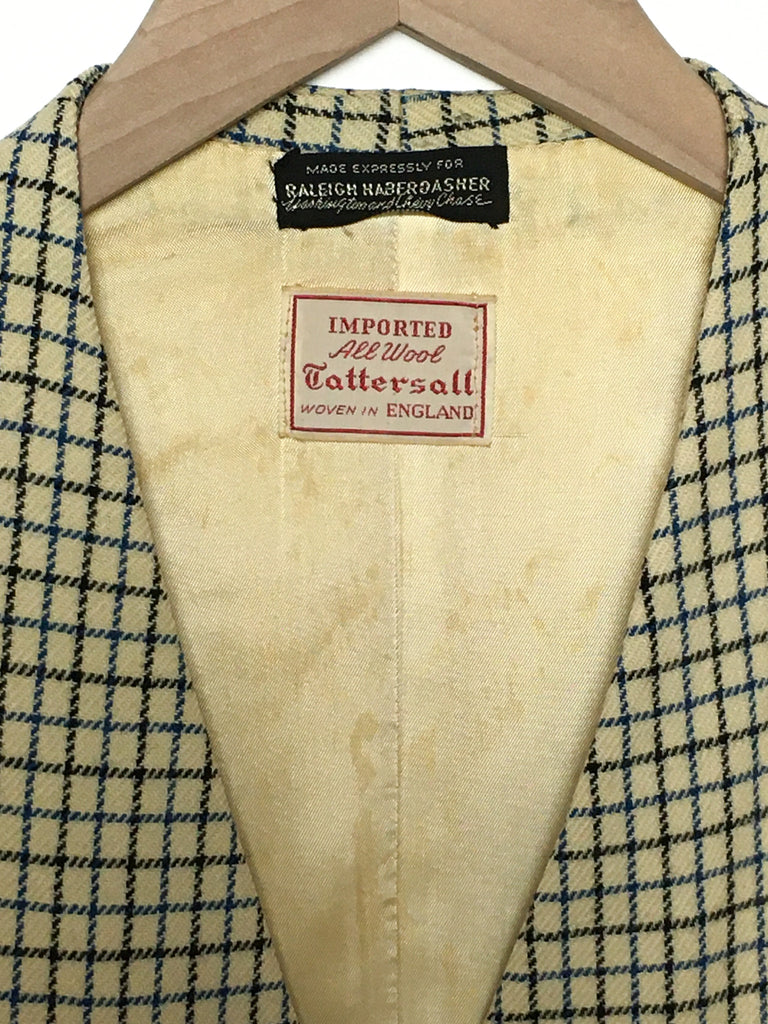 MADE EXPRESSLY FOR
RALEIGH HABERDASHER
Washington and Chevy Chase
IMPORTED
All Wool
Tattersall
WOVEN IN ENGLAND